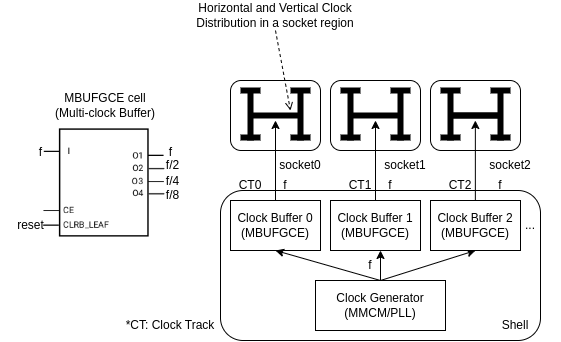 Horizontal and Vertical Clock
Distribution in a socket region
MBUFGCE cell
(Multi-clock Buffer)
f
I
O1
f
O2
f/2
O3
f/4
O4
f/8
CE
reset
CLRB_LEAF
socket0
socket1
socket2
CT0
f
CT1
f
CT2
f
Clock Buffer 0
(MBUFGCE)
Clock Buffer 1
(MBUFGCE)
Clock Buffer 2
(MBUFGCE)
...
f
Clock Generator
(MMCM/PLL)
*CT: Clock Track
Shell